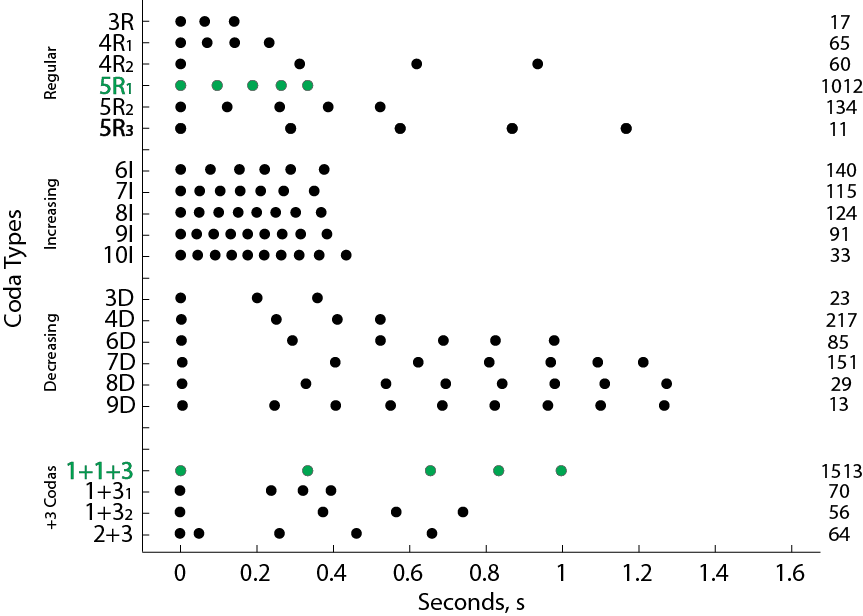 Coda Types
Regular
3R 17
4R1 65
4R2 60
5R1 1012
5R2 134
5R3 11
Increasing
6I 140
7I 115
8I 124
9I 91
10I 33
Decreasing
3D 23
4D 217
6D 85
7D 151
8D 29
9D 13
+3 Codas
1+1+3 1513
1+31 70
1+32 56
2+3 64
0 0.2 0.4 0.6 0.8 1 1.2 1.4 1.6
Seconds, s